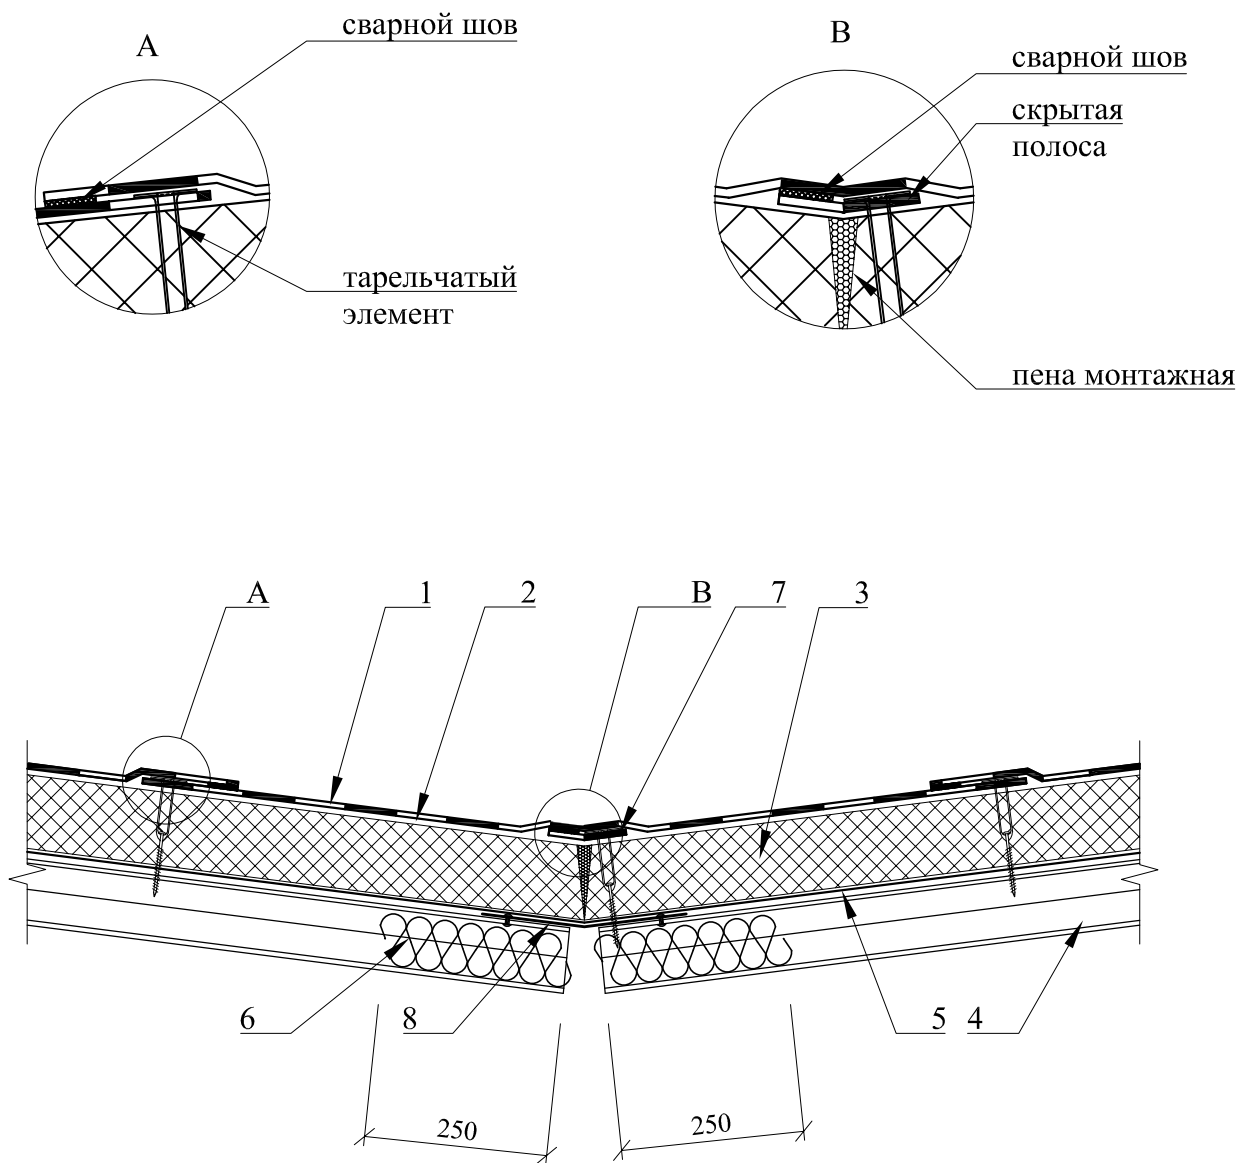 А
сварной шов
тарельчатый
элемент
В
сварной шов
скрытая
полоса
пена монтажная
А
1
2
В
7
3
6
8
5
4
250
250